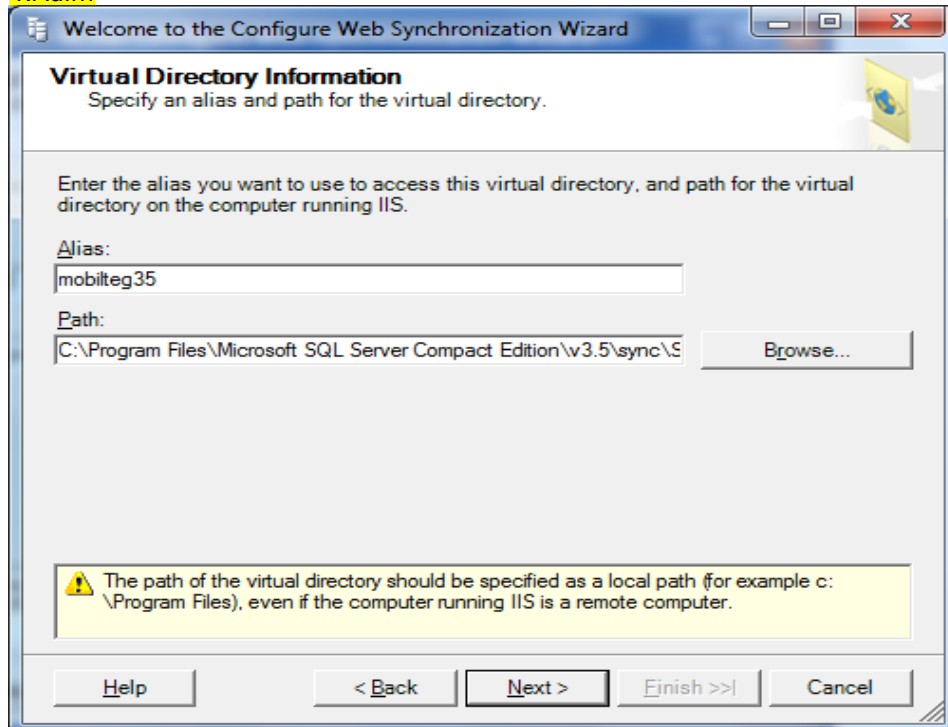 Welcome to the Configure Web Synchronization Wizard
Virtual Directory Information
Specify an alias and path for the virtual directory.
Enter the alias you want to use to access this virtual directory, and path for the virtual
directory on the computer running IIS.
Alias:
mobilteg35
Path:
C:\Program Files\Microsoft SQL Server Compact Edition\v3.5\sync\S
Browse...
The path of the virtual directory should be specified as a local path (for example c:
\Program Files), even if the computer running IIS is a remote computer.
Help
< Back
Next >
Finish >>|
Cancel